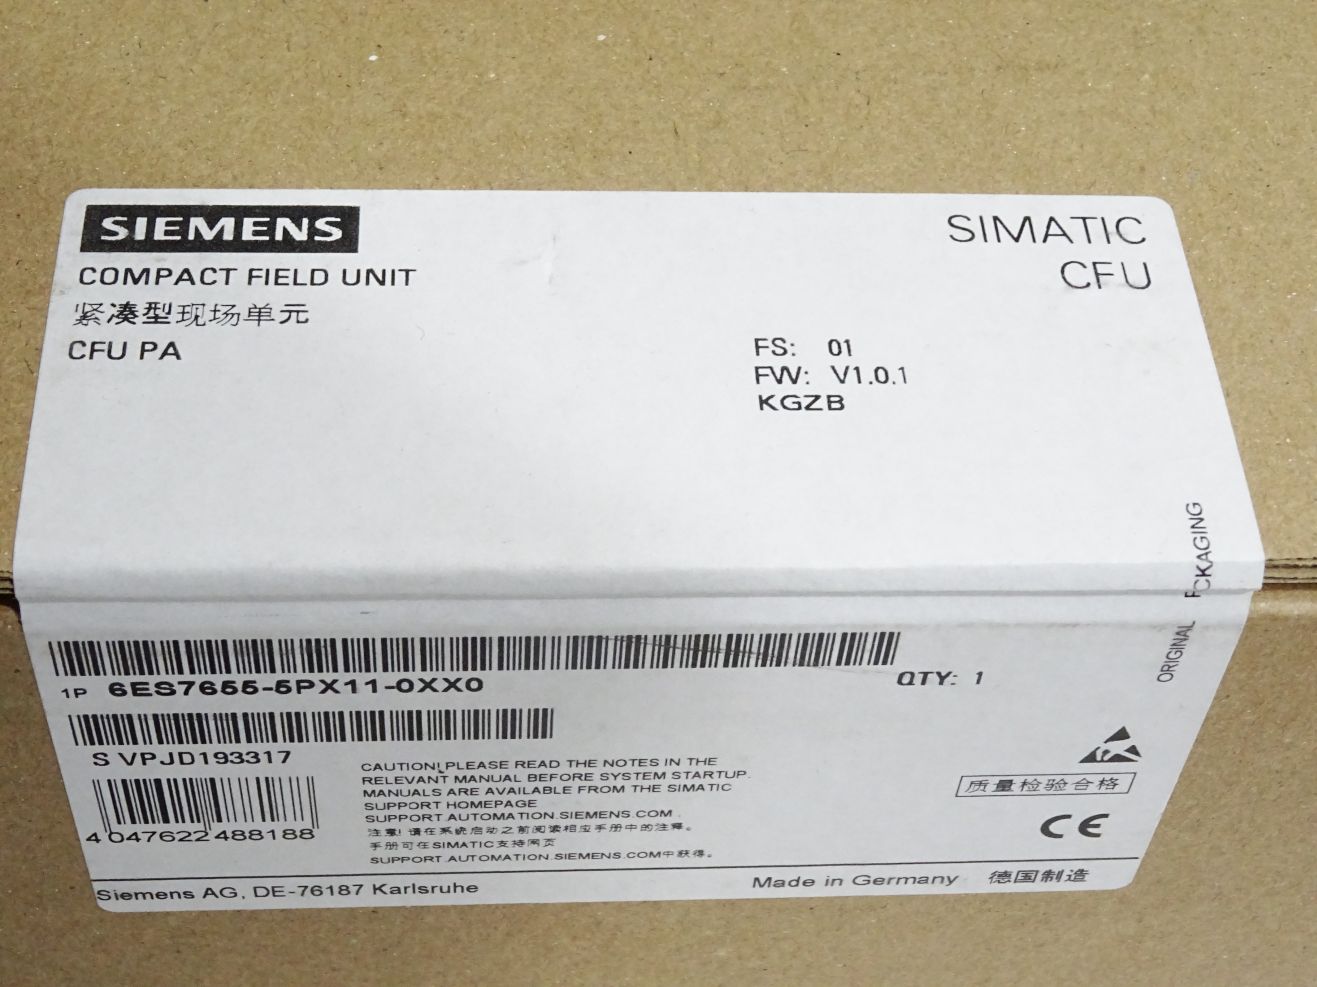 SIEMENS
SIMATIC
CFU
COMPACT FIELD UNIT
紧凑型现场单元
CFU PA
FS: 01
FW: V1.0.1
KGZB
ORIGINAL PCKAGING
1P 6ES7655-5PX11-0XX0
QTY: 1
S VPJD193317
4 047622 488188
CAUTION! PLEASE READ THE NOTES IN THE
RELEVANT MANUAL BEFORE SYSTEM STARTUP.
MANUALS ARE AVAILABLE FROM THE SIMATIC
SUPPORT HOMEPAGE
SUPPORT.AUTOMATION.SIEMENS.COM.
注意! 请在系统启动之前阅读相应手册中的注释。
手册可在SIMATIC支持网页
SUPPORT.AUTOMATION.SIEMENS.COM中获得。
质量检验合格
CE
Siemens AG, DE-76187 Karlsruhe
Made in Germany 德国制造